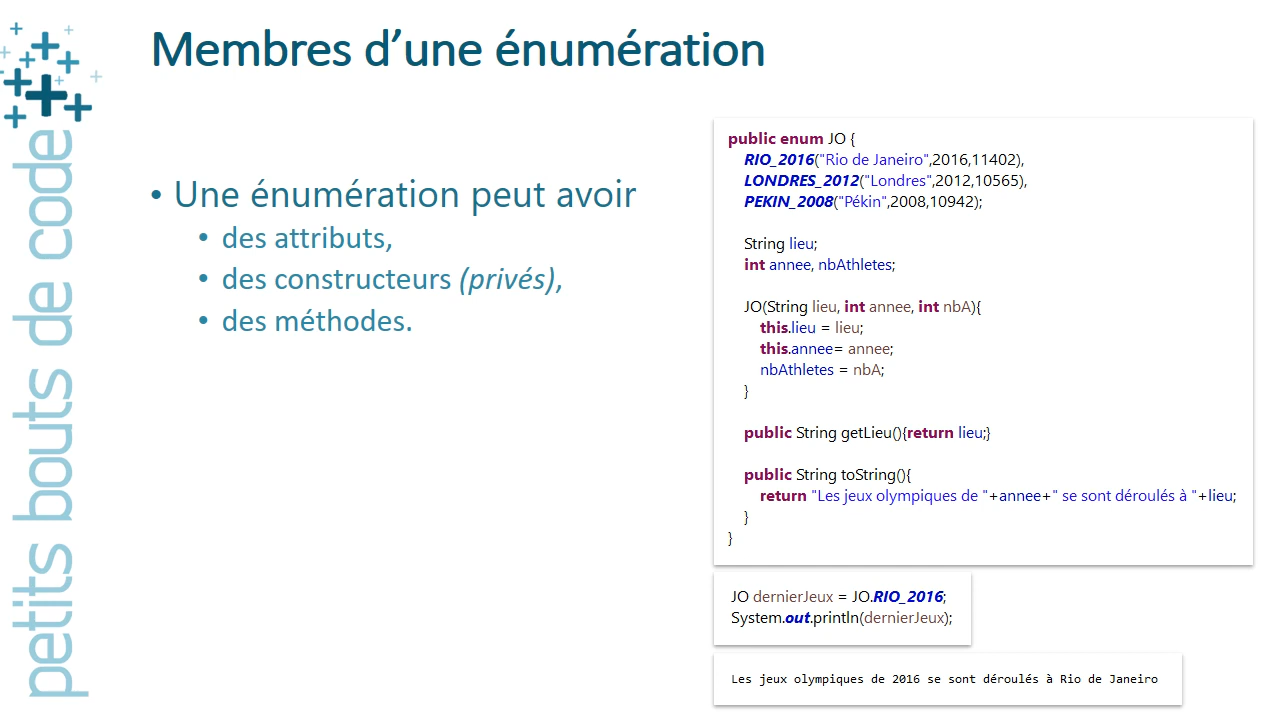 Membres d’une énumération
petits bouts de code
• Une énumération peut avoir
• des attributs,
• des constructeurs (privés),
• des méthodes.
public enum JO {
RIO_2016("Rio de Janeiro",2016,11402),
LONDRES_2012("Londres",2012,10565),
PEKIN_2008("Pékin",2008,10942);
String lieu;
int annee, nbAthletes;
JO(String lieu, int annee, int nbA){
this.lieu = lieu;
this.annee= annee;
nbAthletes = nbA;
}
public String getLieu(){return lieu;}
public String toString(){
return "Les jeux olympiques de "+annee+" se sont déroulés à "+lieu;
}
}
JO dernierJeux = JO.RIO_2016;
System.out.println(dernierJeux);
Les jeux olympiques de 2016 se sont déroulés à Rio de Janeiro